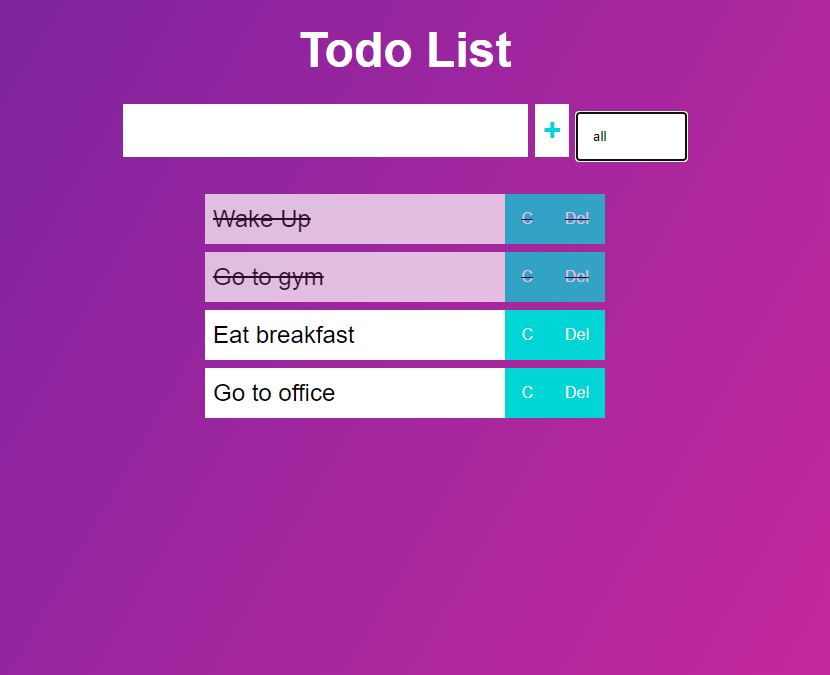 Todo List
+ all
Wake Up C Del
Go to gym C Del
Eat breakfast C Del
Go to office C Del